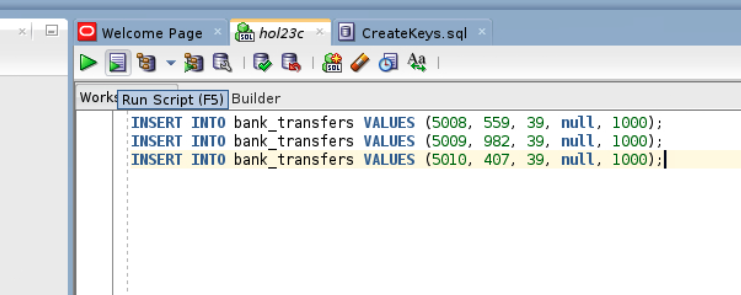 Welcome Page
hol23c
CreateKeys.sql
Run Script (F5) Builder
INSERT INTO bank_transfers VALUES (5008, 559, 39, null, 1000);
INSERT INTO bank_transfers VALUES (5009, 982, 39, null, 1000);
INSERT INTO bank_transfers VALUES (5010, 407, 39, null, 1000);